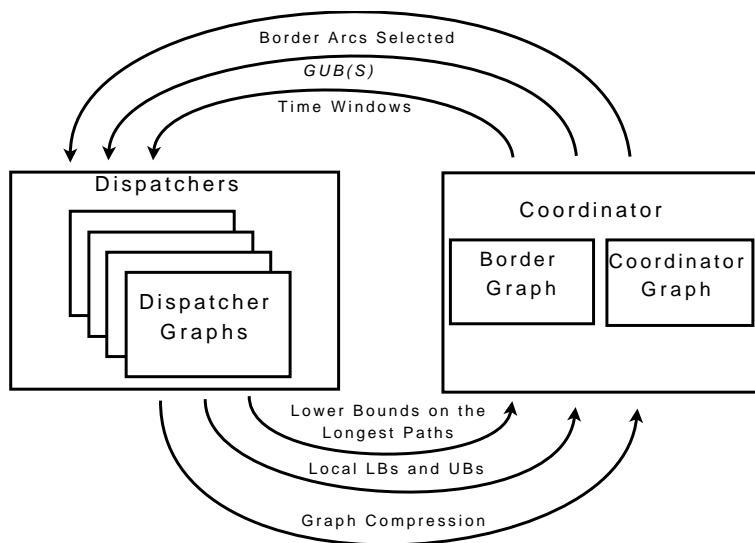 Border Arcs Selected
GUB(S)
Time Windows
Dispatchers
Dispatcher
Graphs
Coordinator
Border
Graph
Coordinator
Graph
Lower Bounds on the
Longest Paths
Local LBs and UBs
Graph Compression